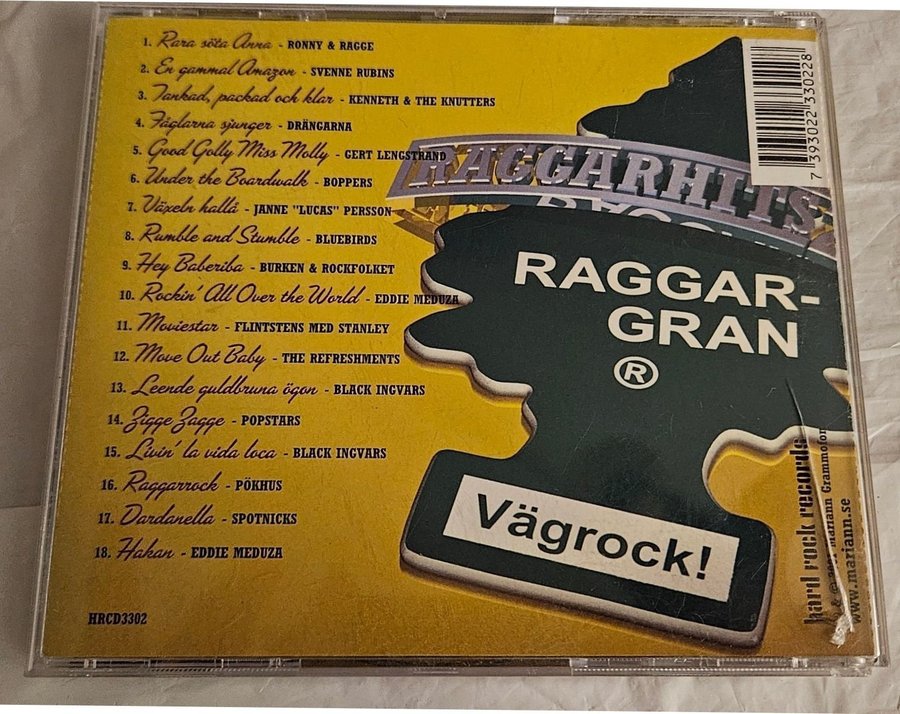 1. Rara söta Anna - RONNY & RAGGE
2. En gammal Amazon - SVENNE RUBINS
3. Tankad, packad och klar - KENNETH & THE KNUTTERS
4. Fåglarna sjunger - DRÄNGARNA
5. Good Golly Miss Molly - GERT LENGSTRAND
6. Under the Boardwalk - BOPPERS
7. Växeln hallå - JANNE "LUCAS" PERSSON
8. Rumble and Stumble - BLUEBIRDS
9. Hey Baberiba - BURKEN & ROCKFOLKET
10. Rockin' All Over the World - EDDIE MEDUZA
11. Moviestar - FLINTSTENS MED STANLEY
12. Move Out Baby - THE REFRESHMENTS
13. Leende guldbruna ögon - BLACK INGVARS
14. Zigge Zagge - POPSTARS
15. Livin' la vida loca - BLACK INGVARS
16. Raggarrock - PÖKHUS
17. Dardanella - SPOTNICKS
18. Hakan - EDDIE MEDUZA
HRCD3302
RAGGARHITS
RAGGAR-
GRAN
®
Vägrock!
7 393022 330228
hard rock records
mariann Grammofon
www.mariann.se